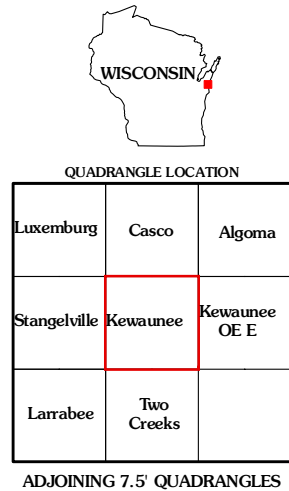 WISCONSIN
QUADRANGLE LOCATION
Luxemburg Casco Algoma
Stangelville Kewaunee Kewaunee
OE E
Larrabee Two
Creeks
ADJOINING 7.5' QUADRANGLES